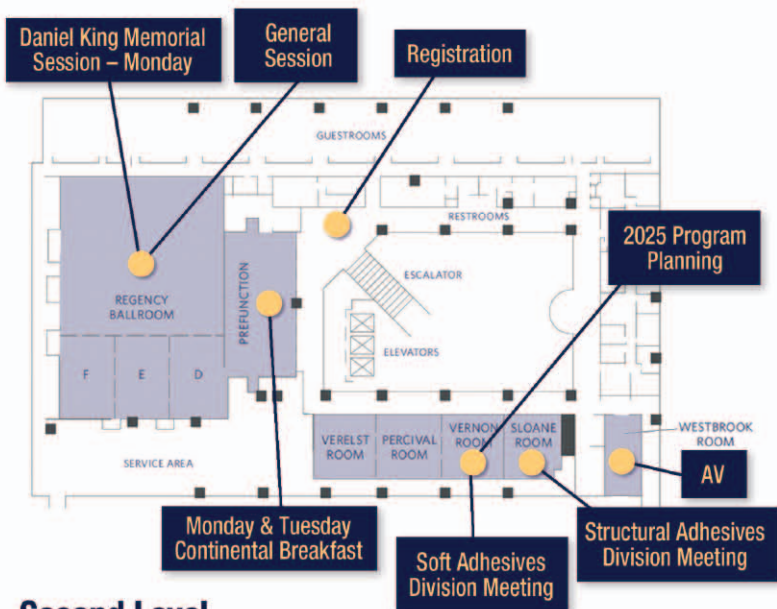 Daniel King Memorial
Session – Monday
General
Session
Registration
GUESTROOMS
RESTROOMS
2025 Program
Planning
ESCALATOR
REGENCY
BALLROOM
PREFUNCTION
ELEVATORS
F
E
D
VERELST
ROOM
PERCIVAL
ROOM
VERNON
ROOM
SLOANE
ROOM
WESTBROOK
ROOM
SERVICE AREA
AV
Monday & Tuesday
Continental Breakfast
Soft Adhesives
Division Meeting
Structural Adhesives
Division Meeting
Second Level